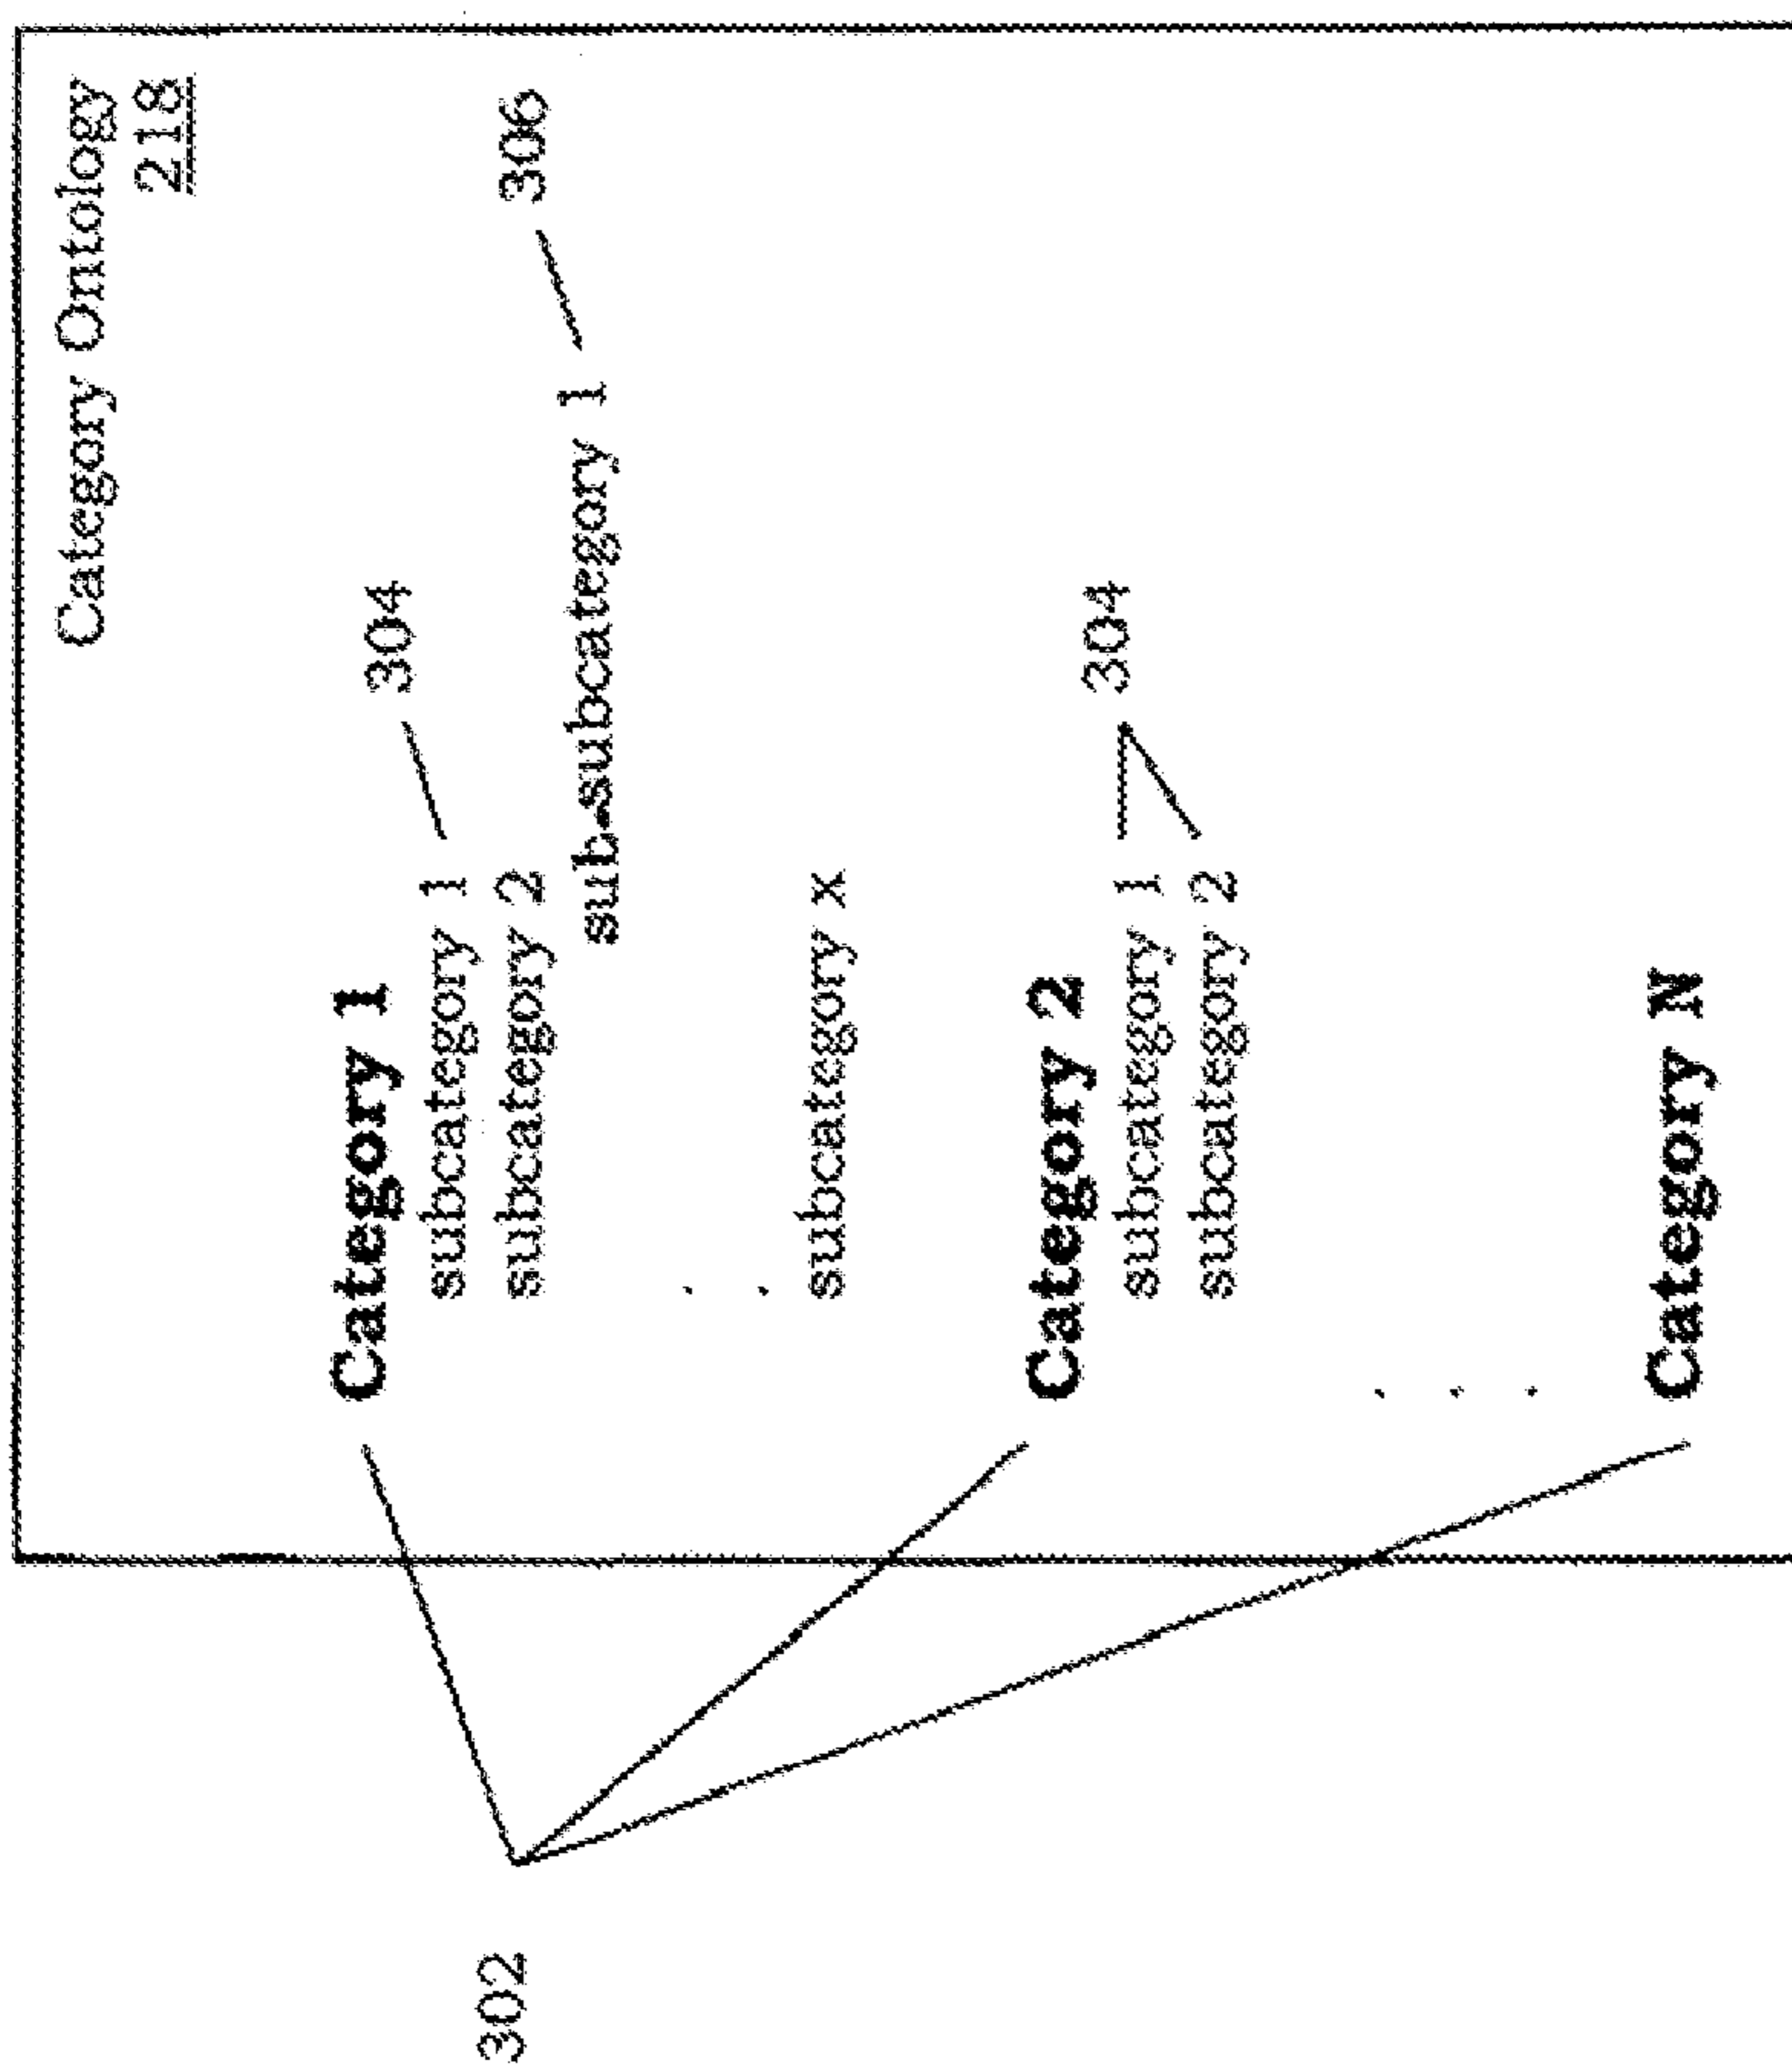 Category Ontology
218
302
Category 1
304
subcategory 1
subcategory 2
306
sub-subcategory 1
subcategory x
Category 2
304
subcategory 1
subcategory 2
Category N